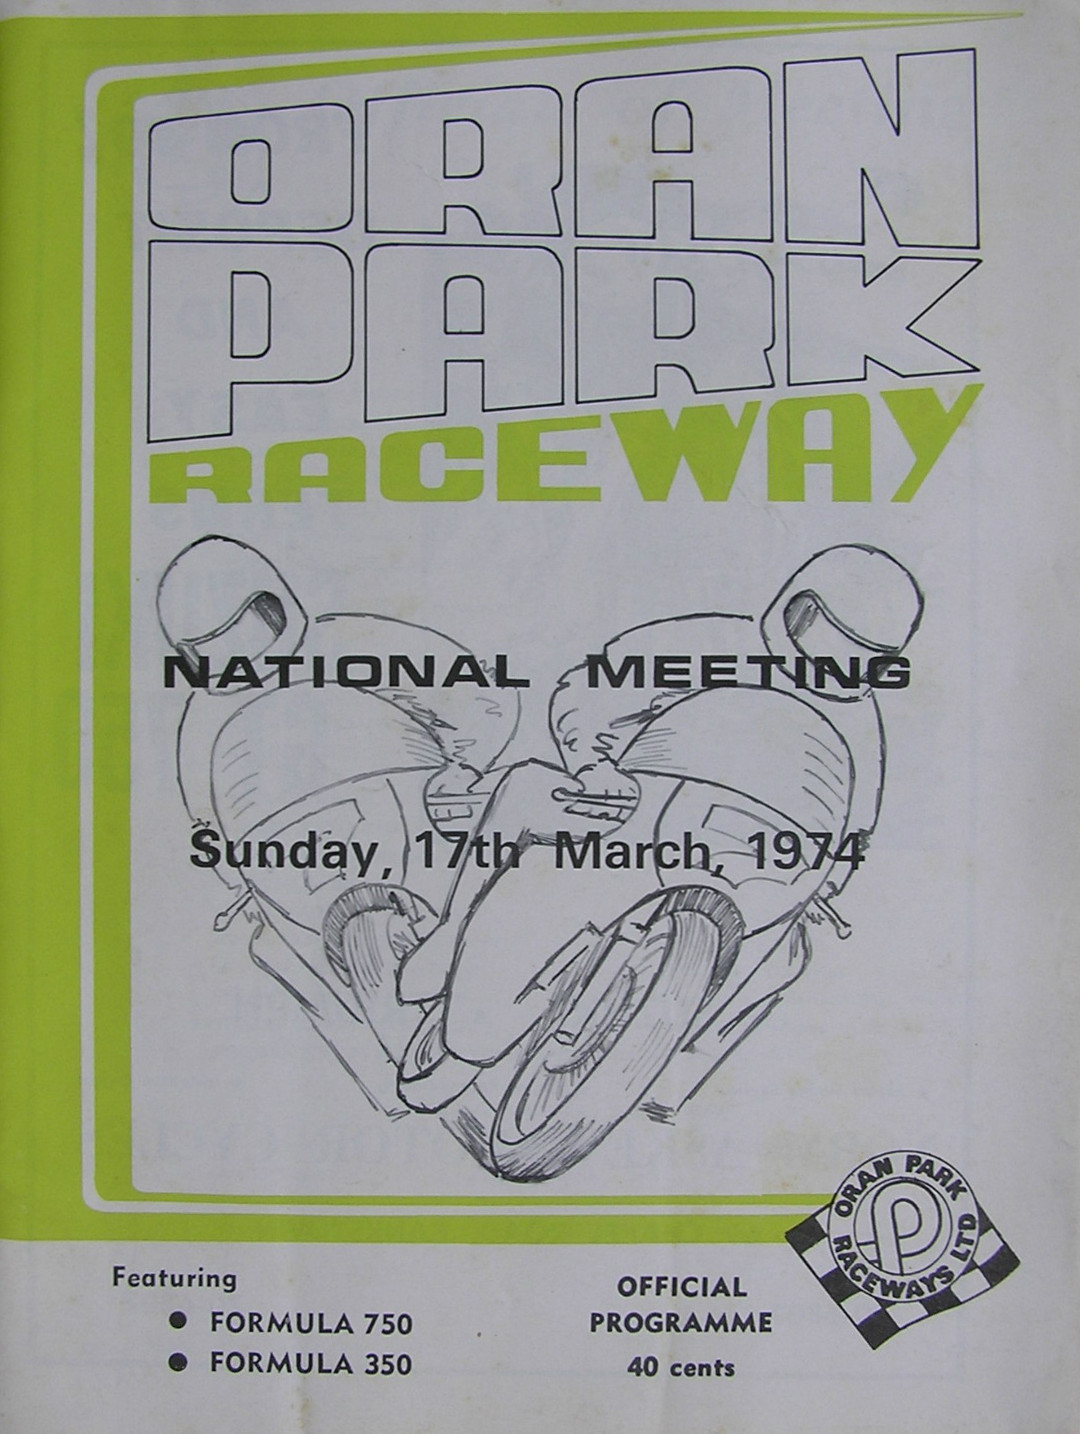 ORAN
PARK
RACEWAY
NATIONAL MEETING
Sunday, 17th March, 1974
ORAN PARK
RACEWAYS LTD
Featuring
● FORMULA 750
● FORMULA 350
OFFICIAL
PROGRAMME
40 cents